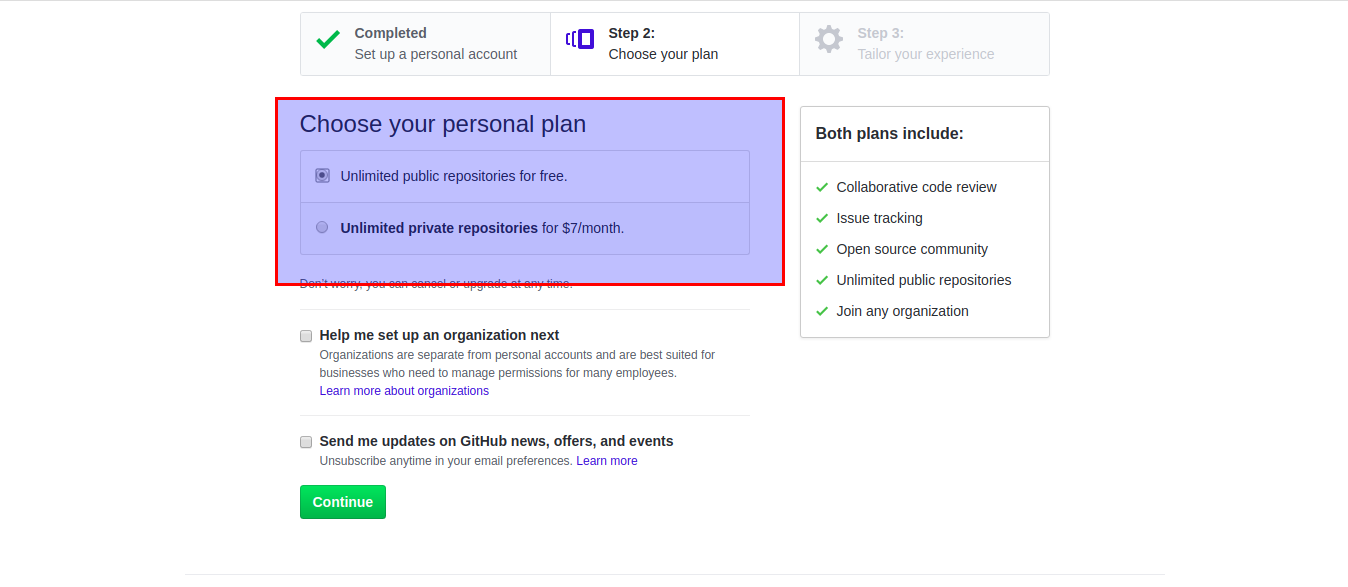 Completed
Set up a personal account
Step 2:
Choose your plan
Step 3:
Tailor your experience
Choose your personal plan
Unlimited public repositories for free.
Unlimited private repositories for $7/month.
Don't worry, you can cancel or upgrade at any time.
Help me set up an organization next
Organizations are separate from personal accounts and are best suited for
businesses who need to manage permissions for many employees.
Learn more about organizations
Send me updates on GitHub news, offers, and events
Unsubscribe anytime in your email preferences. Learn more
Continue
Both plans include:
Collaborative code review
Issue tracking
Open source community
Unlimited public repositories
Join any organization